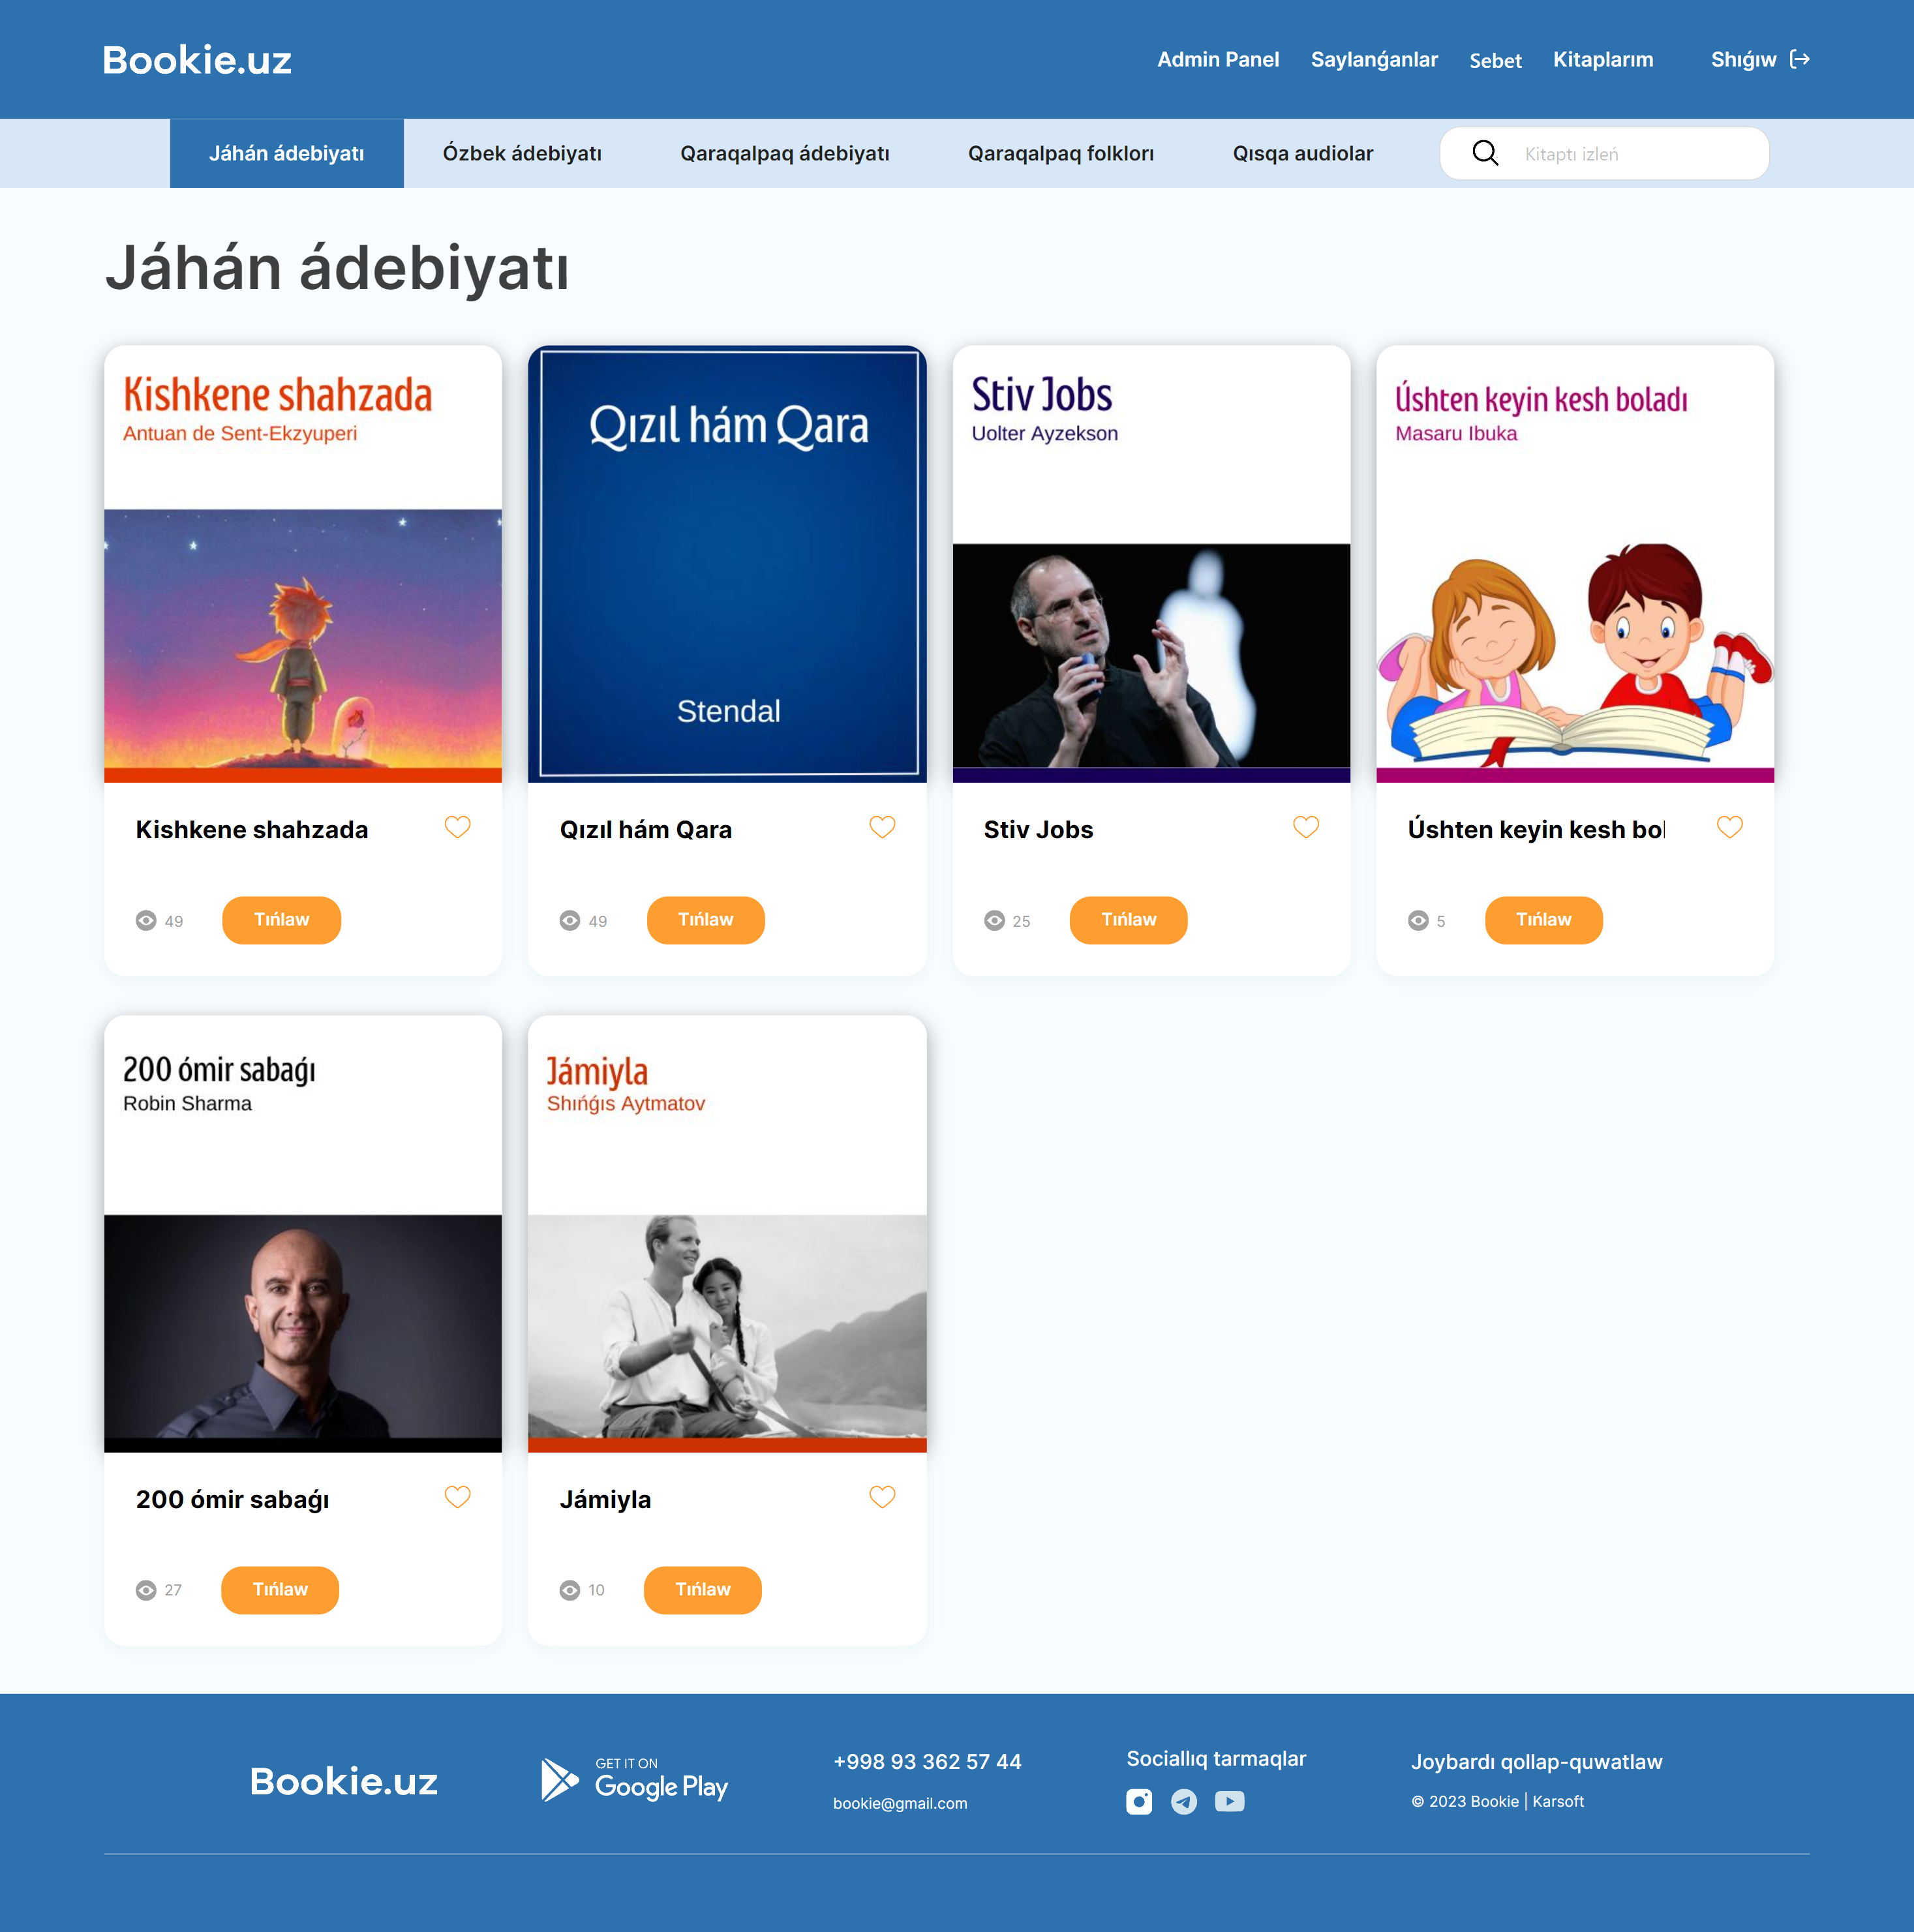 Bookie.uz
Admin Panel Saylanǵanlar Sebet Kitaplarım Shıǵıw
Jáhán ádebiyatı Ózbek ádebiyatı Qaraqalpaq ádebiyatı Qaraqalpaq folklorı Qısqa audiolar Kitaptı izleń
Jáhán ádebiyatı
Kishkene shahzada
Antuan de Sent-Ekzyuperi
Kishkene shahzada
49 Tıńlaw
Qızıl hám Qara
Stendal
Qızıl hám Qara
49 Tıńlaw
Stiv Jobs
Uolter Ayzekson
Stiv Jobs
25 Tıńlaw
Úshten keyin kesh boladı
Masaru Ibuka
Úshten keyin kesh bol
5 Tıńlaw
200 ómir sabaǵı
Robin Sharma
200 ómir sabaǵı
27 Tıńlaw
Jámiyla
Shıńǵıs Aytmatov
Jámiyla
10 Tıńlaw
Bookie.uz
GET IT ON
Google Play
+998 93 362 57 44
bookie@gmail.com
Sociallıq tarmaqlar
Joybardı qollap-quwatlaw
© 2023 Bookie | Karsoft